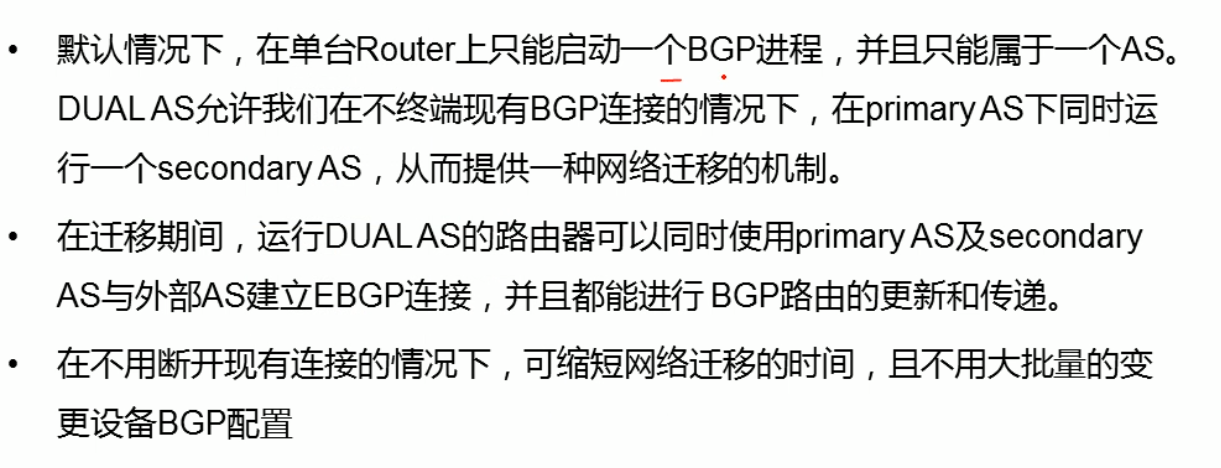 • 默认情况下，在单台Router上只能启动一个BGP进程，并且只能属于一个AS。
DUAL AS允许我们在不终端现有BGP连接的情况下，在primary AS下同时运
行一个secondary AS，从而提供一种网络迁移的机制。
• 在迁移期间，运行DUAL AS的路由器可以同时使用primary AS及secondary
AS与外部AS建立EBGP连接，并且都能进行 BGP路由的更新和传递。
• 在不用断开现有连接的情况下，可缩短网络迁移的时间，且不用大批量的变
更设备BGP配置